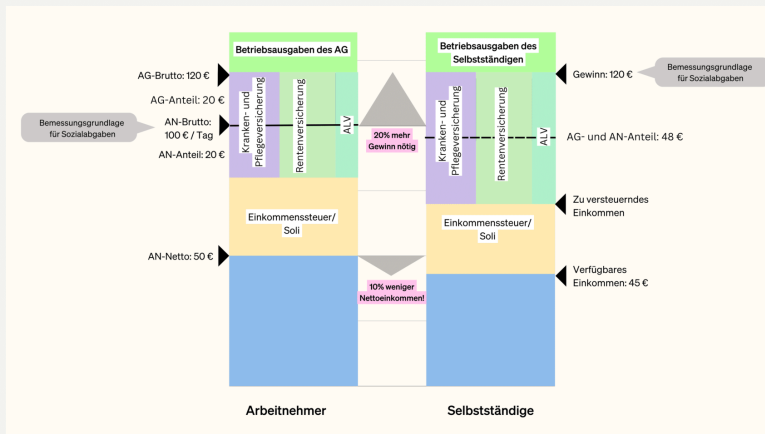 Betriebsausgaben des AG
Betriebsausgaben des
Selbstständigen
AG-Brutto: 120 €
Gewinn: 120 €
Bemessungsgrundlage
für Sozialabgaben
AG-Anteil: 20 €
Bemessungsgrundlage
für Sozialabgaben
AN-Brutto:
100 € / Tag
AN-Anteil: 20 €
Kranken- und
Pflegeversicherung
Rentenversicherung
ALV
20% mehr
Gewinn nötig
Kranken- und
Pflegeversicherung
Rentenversicherung
ALV
AG- und AN-Anteil: 48 €
Zu versteuerndes
Einkommen
Einkommenssteuer/
Soli
Einkommenssteuer/
Soli
AN-Netto: 50 €
10% weniger
Nettoeinkommen!
Verfügbares
Einkommen: 45 €
Arbeitnehmer
Selbstständige